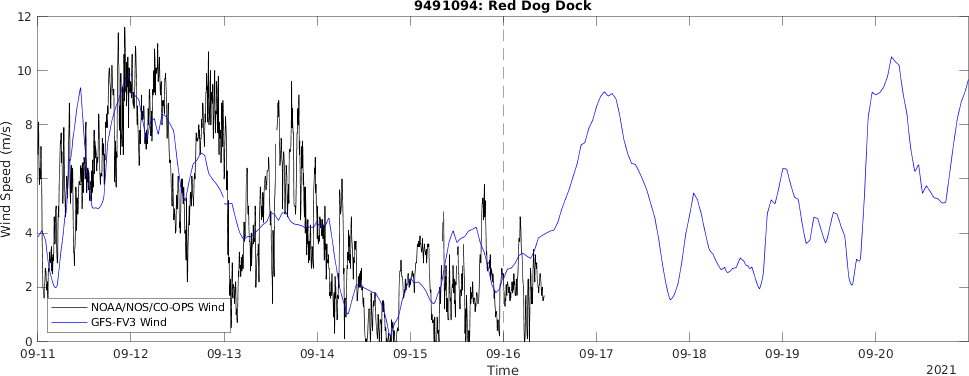 9491094: Red Dog Dock
12
10
8
6
4
2
0
Wind Speed (m/s)
NOAA/NOS/CO-OPS Wind
GFS-FV3 Wind
09-11 09-12 09-13 09-14 09-15 09-16 09-17 09-18 09-19 09-20
Time
2021